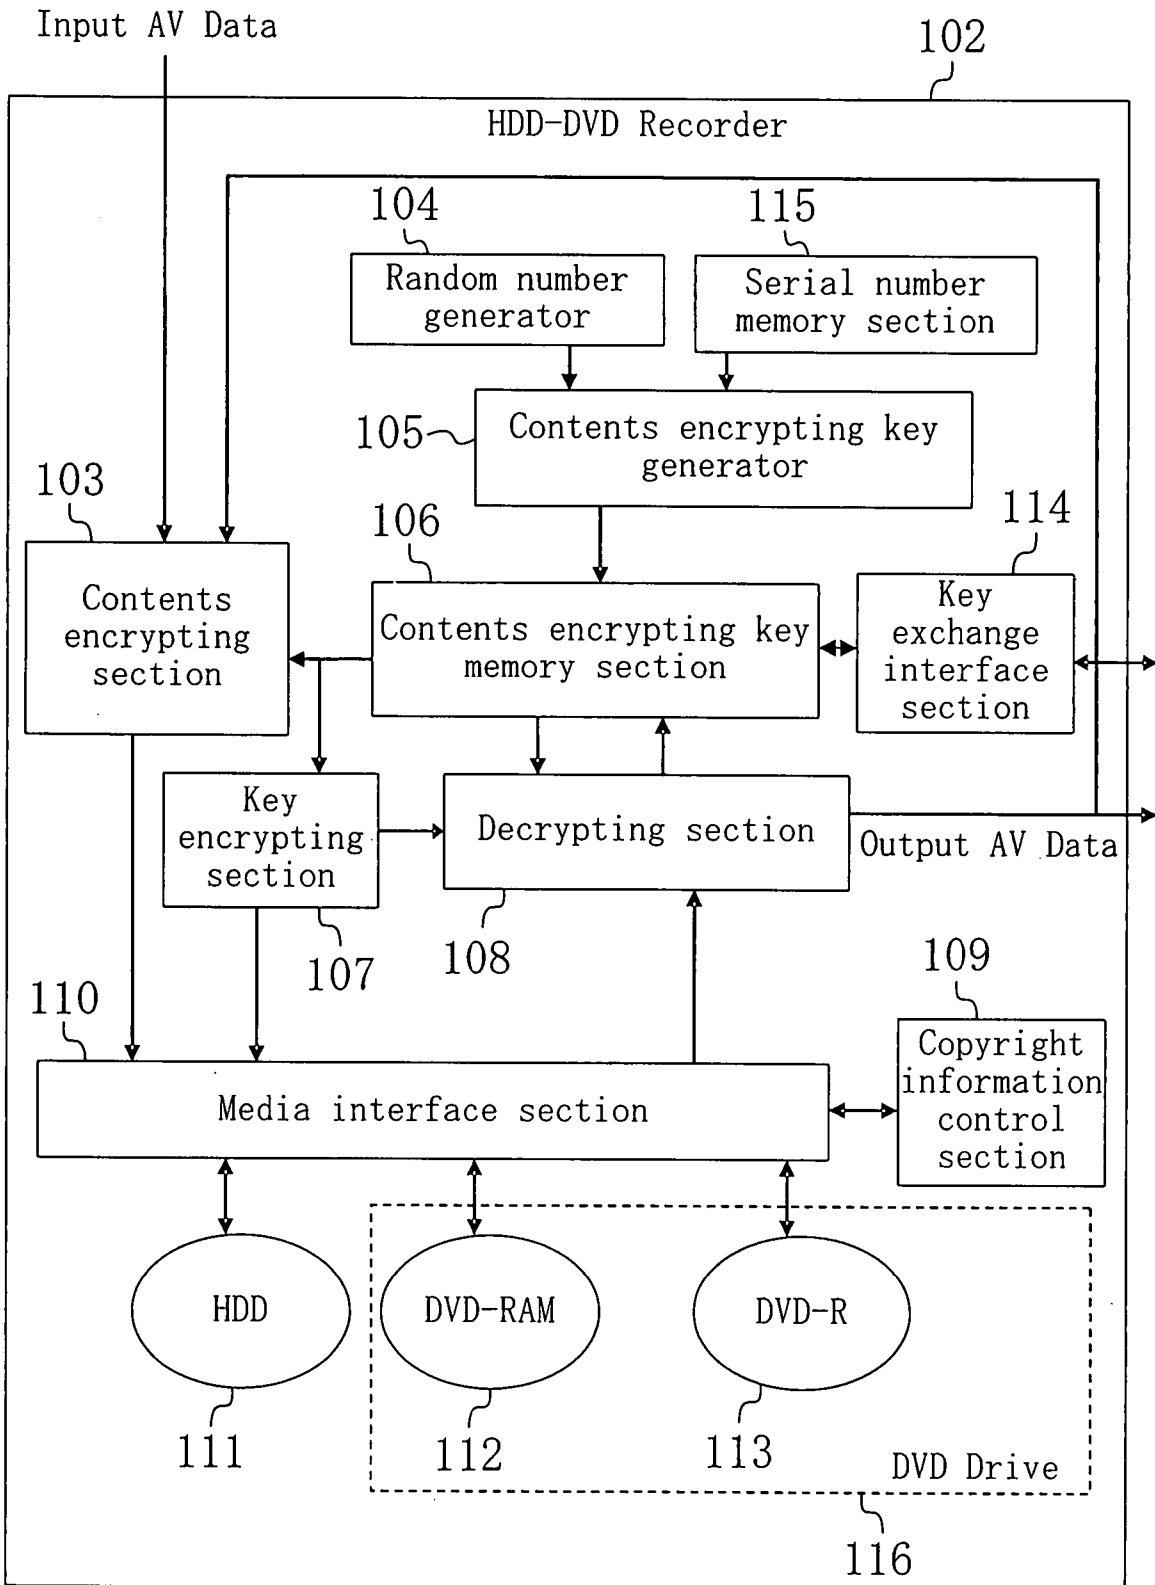 Input AV Data
102
HDD-DVD Recorder
104
115
Random number
generator
Serial number
memory section
105
Contents encrypting key
generator
103
106
114
Contents
encrypting
section
Contents encrypting key
memory section
Key
exchange
interface
section
Key
encrypting
section
Decrypting section
Output AV Data
107
108
109
110
Copyright
information
control
section
Media interface section
HDD
DVD-RAM
DVD-R
111
112
113
DVD Drive
116